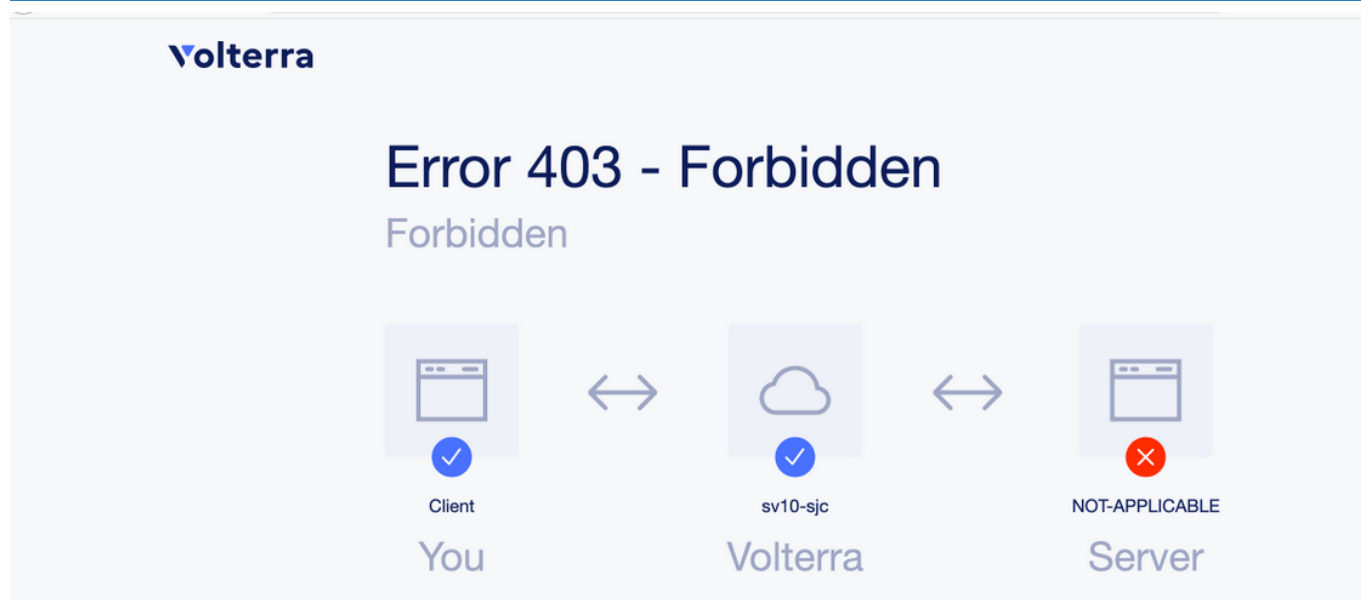 Volterra
Error 403 - Forbidden
Forbidden
Client
sv10-sjc
NOT-APPLICABLE
You
Volterra
Server